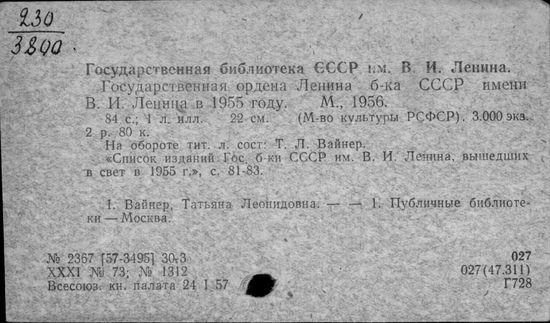 230
3800.
Государственная библиотека СССР им. В. И. Ленина.
Государственная ордена Ленина б-ка СССР имени
В. И. Ленина в 1955 году. М., 1956.
84 с.; 1 л. илл. 22 см. (М-во культуры РСФСР). 3.000 экз.
2 р. 80 к.
На обороте тит. л. сост: Т. Л. Вайнер.
«Список изданий Гос. б-ки СССР им. В. И. Ленина, вышедших
в свет в 1955 г.», с. 81-83.
1. Вайнер, Татьяна Леонидовна. — — 1. Публичные библиоте-
ки — Москва.
№ 2367 [57-3495] 30.3 027
XXXI № 73; № 1312 027(47.311)
Всесоюз. кн. палата 24 I 57 Г728